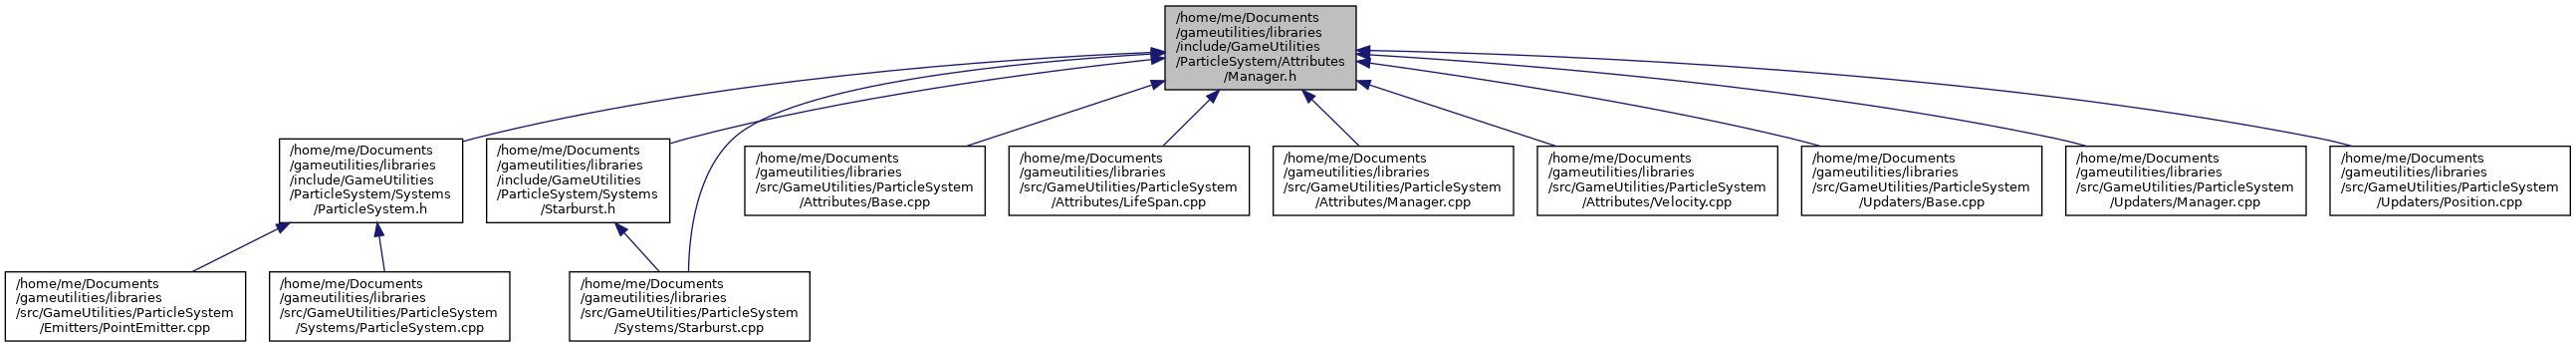 /home/me/Documents
/gameutilities/libraries
/include/GameUtilities
/ParticleSystem/Attributes
/Manager.h
/home/me/Documents
/gameutilities/libraries
/include/GameUtilities
/ParticleSystem/Systems
/ParticleSystem.h
/home/me/Documents
/gameutilities/libraries
/include/GameUtilities
/ParticleSystem/Systems
/Starburst.h
/home/me/Documents
/gameutilities/libraries
/src/GameUtilities/ParticleSystem
/Attributes/Base.cpp
/home/me/Documents
/gameutilities/libraries
/src/GameUtilities/ParticleSystem
/Attributes/LifeSpan.cpp
/home/me/Documents
/gameutilities/libraries
/src/GameUtilities/ParticleSystem
/Attributes/Manager.cpp
/home/me/Documents
/gameutilities/libraries
/src/GameUtilities/ParticleSystem
/Attributes/Velocity.cpp
/home/me/Documents
/gameutilities/libraries
/src/GameUtilities/ParticleSystem
/Updaters/Base.cpp
/home/me/Documents
/gameutilities/libraries
/src/GameUtilities/ParticleSystem
/Updaters/Manager.cpp
/home/me/Documents
/gameutilities/libraries
/src/GameUtilities/ParticleSystem
/Updaters/Position.cpp
/home/me/Documents
/gameutilities/libraries
/src/GameUtilities/ParticleSystem
/Emitters/PointEmitter.cpp
/home/me/Documents
/gameutilities/libraries
/src/GameUtilities/ParticleSystem
/Systems/ParticleSystem.cpp
/home/me/Documents
/gameutilities/libraries
/src/GameUtilities/ParticleSystem
/Systems/Starburst.cpp